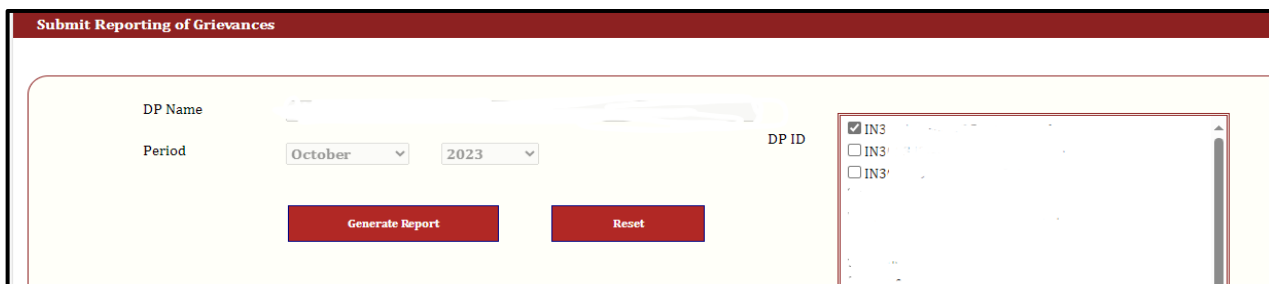 Submit Reporting of Grievances
DP Name
Period
October
2023
Generate Report
Reset
DP ID
IN3
IN3
IN3